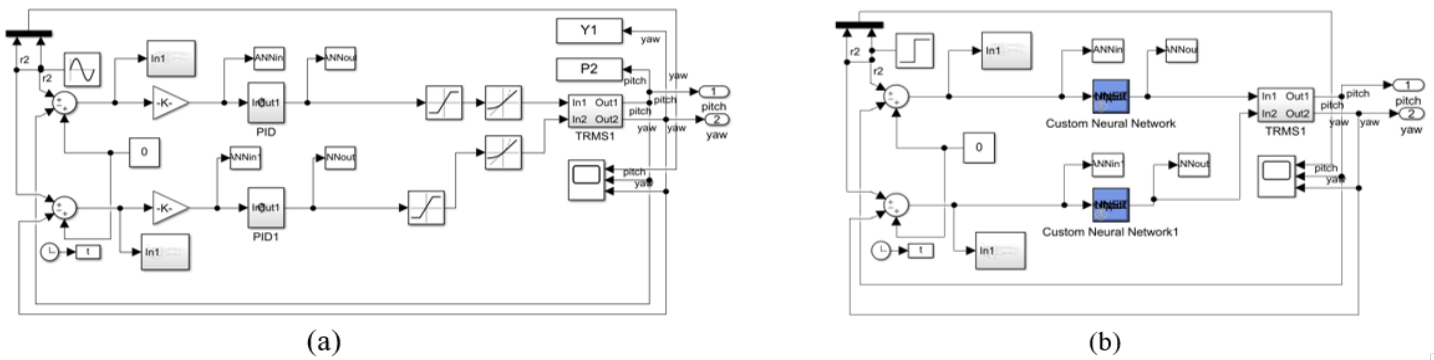 r2
r2
In1
-K-
ANNin
PID
ANNout
Y1
yaw
P2
pitch
yaw
In1 Out1
In2 Out2
TRMS1
pitch
yaw
yaw
1
pitch
2
yaw
0
pitch
yaw
-K-
ANNin1
PID1
NNout
t
In1
(a)
r2
r2
In1
ANNin
ANNout
Custom Neural Network
In1 Out1
In2 Out2
TRMS1
pitch
pitch
yaw
yaw
1
pitch
2
yaw
0
pitch
yaw
ANNin1
NNout
Custom Neural Network1
t
In1
(b)